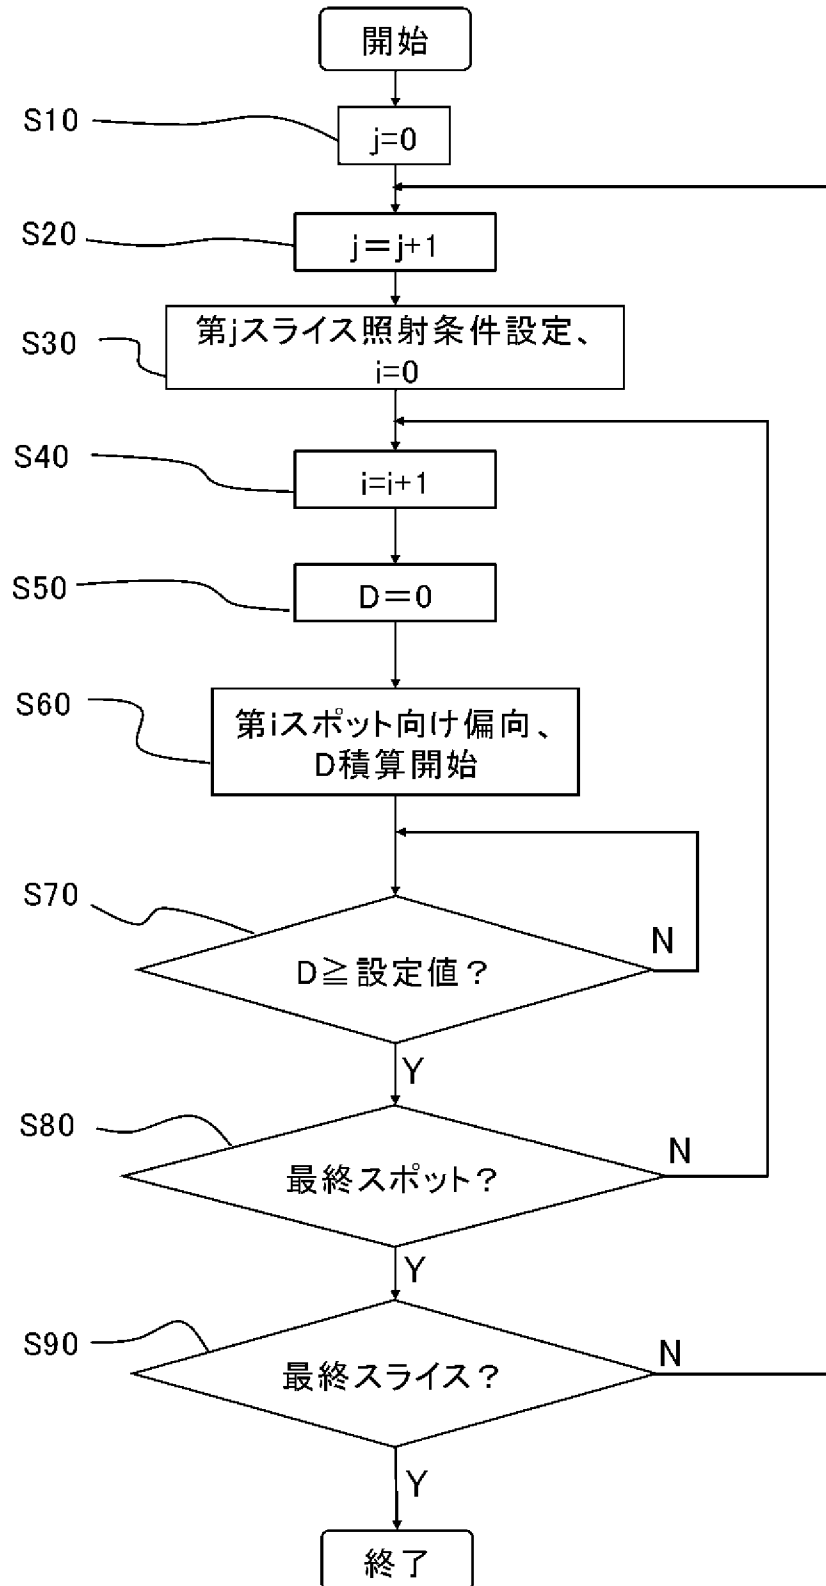 開始
S10
j=0
S20
j=j+1
S30
第jスライス照射条件設定、
i=0
S40
i=i+1
S50
D=0
S60
第iスポット向け偏向、
D積算開始
S70
D≧設定値？
N
Y
S80
最終スポット？
N
Y
S90
最終スライス？
N
Y
終了